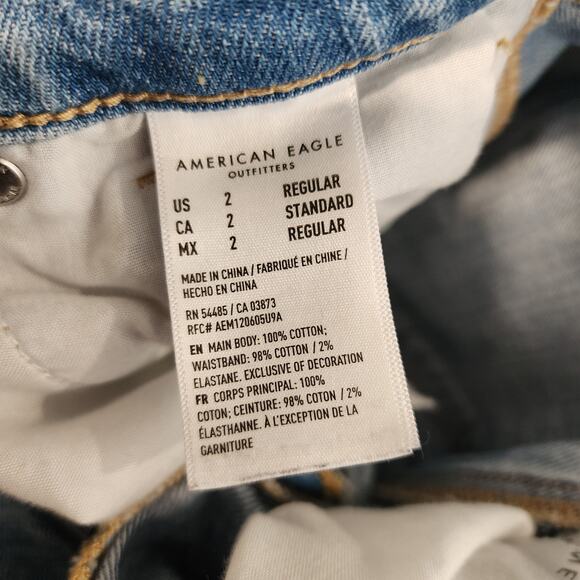 AMERICAN EAGLE
OUTFITTERS
US 2 REGULAR
CA 2 STANDARD
MX 2 REGULAR
MADE IN CHINA / FABRIQUÉ EN CHINE /
HECHO EN CHINA
RN 54485 / CA 03873
RFC# AEM120605U9A
EN MAIN BODY: 100% COTTON;
WAISTBAND: 98% COTTON / 2%
ELASTANE. EXCLUSIVE OF DECORATION
FR CORPS PRINCIPAL: 100%
COTON; CEINTURE: 98% COTON / 2%
ÉLASTHANNE. À L'EXCEPTION DE LA
GARNITURE